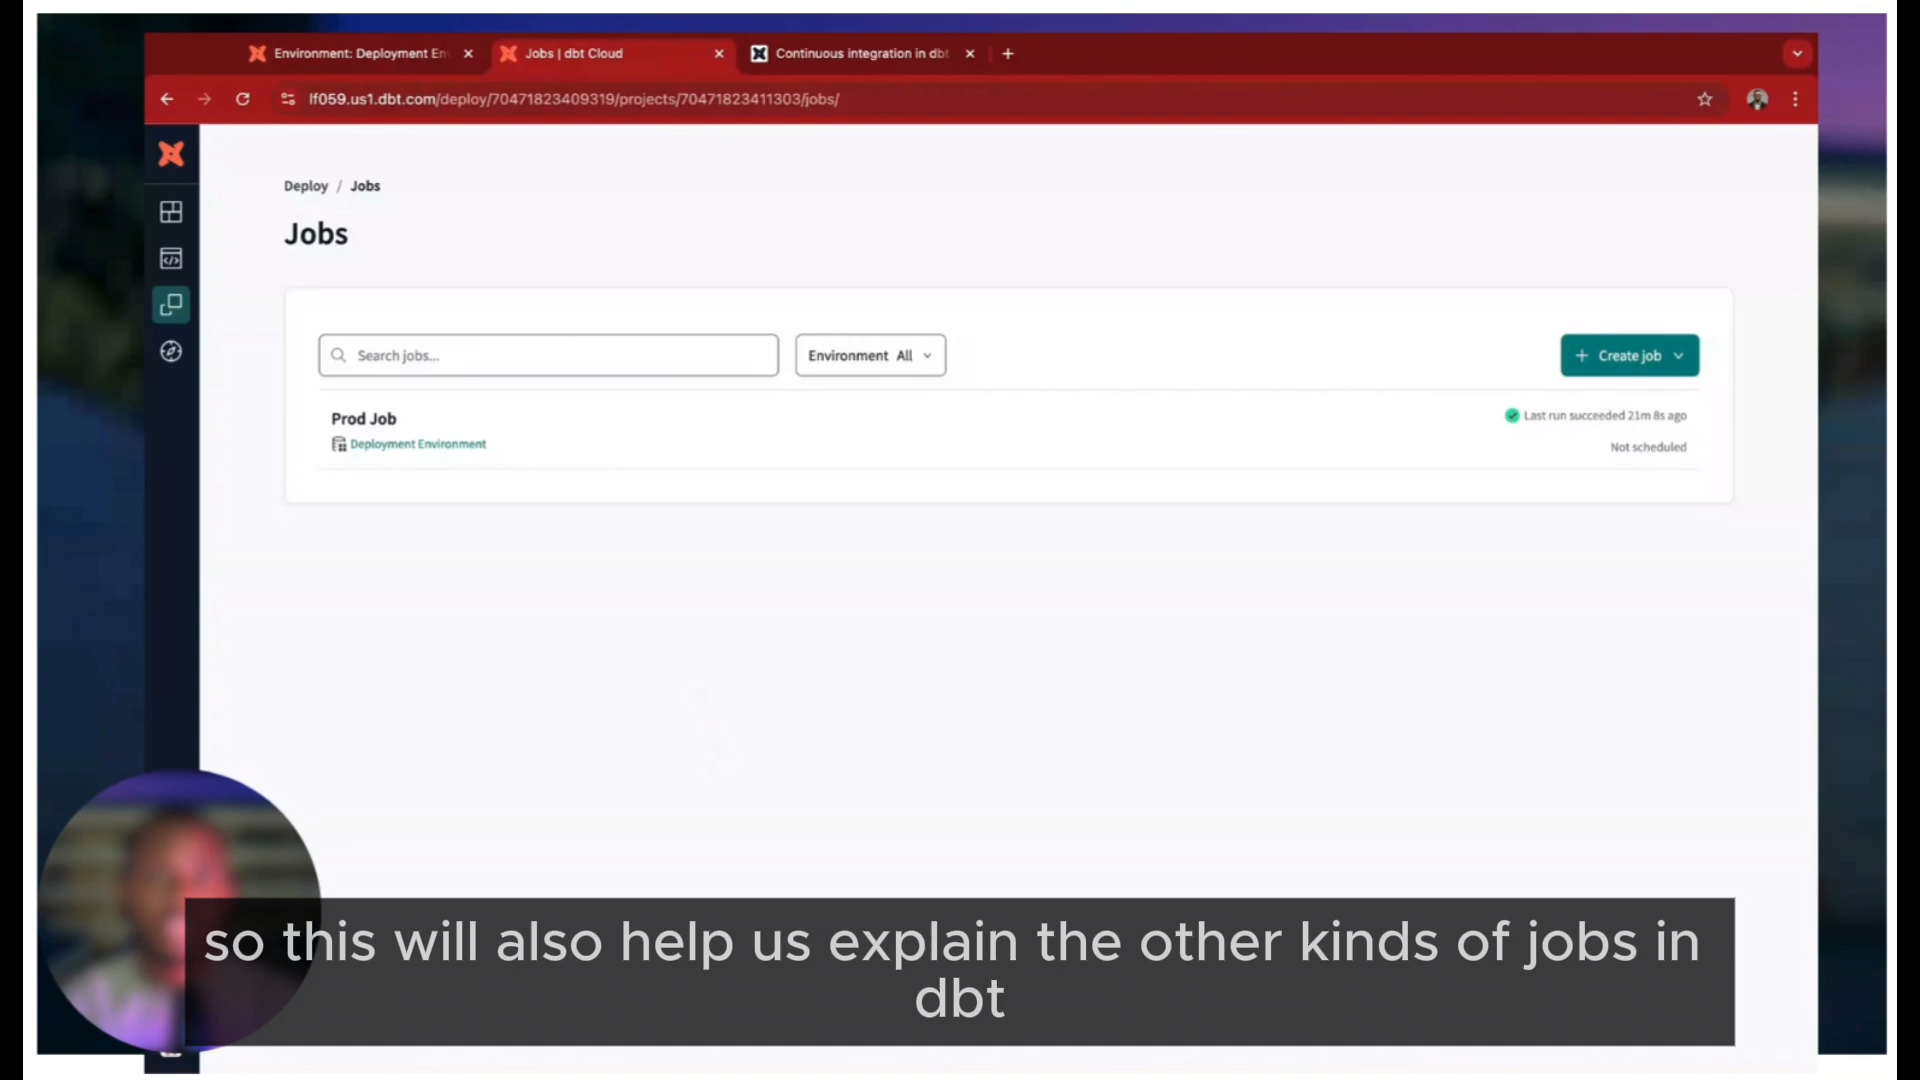 Environment: Deployment En
Jobs | dbt Cloud
Continuous integration in dbt
lf059.us1.dbt.com/deploy/70471823409319/projects/70471823411303/jobs/
Deploy / Jobs
Jobs
Search jobs...
Environment All
+ Create job
Prod Job
Last run succeeded 21m 8s ago
Deployment Environment
Not scheduled
so this will also help us explain the other kinds of jobs in
dbt